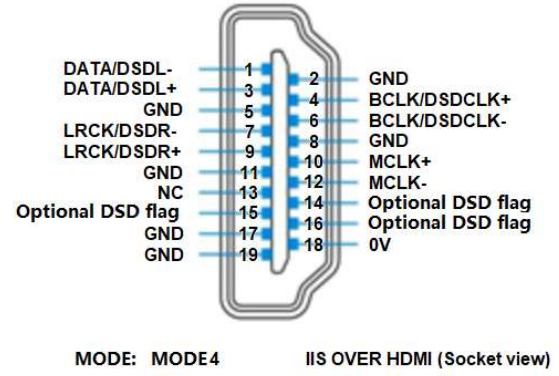 DATA/DSDL- 1
2 GND
DATA/DSDL+ 3
4 BCLK/DSDCLK+
GND 5
6 BCLK/DSDCLK-
LRCK/DSDR- 7
8 GND
LRCK/DSDR+ 9
10 MCLK+
GND 11
12 MCLK-
NC 13
14 Optional DSD flag
Optional DSD flag 15
16 Optional DSD flag
GND 17
18 0V
GND 19
MODE: MODE4 IIS OVER HDMI (Socket view)